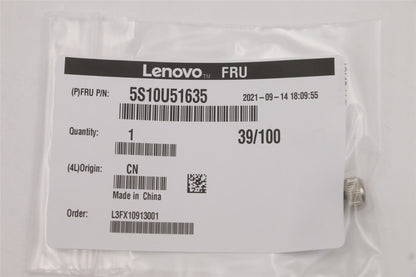 Lenovo™ FRU
(P)FRU P/N: 5S10U51635 2021-09-14 18:09:55
Quantity: 1 39/100
(4L)Origin: CN
Made in China
Order: L3FX10913001